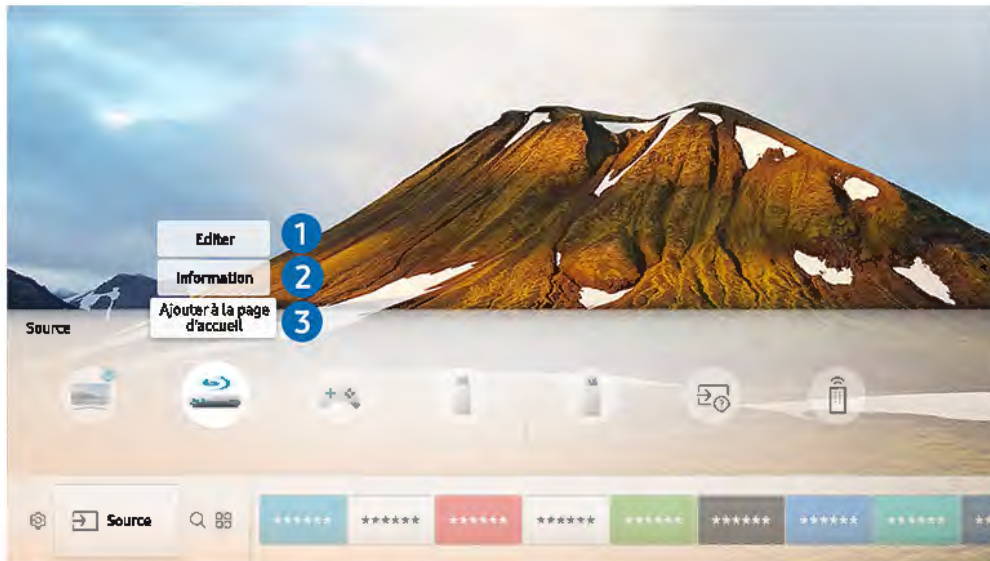 Editer
1
Information
2
Ajouter à la page
d'accueil
3
Source
Source
****** ****** ****** ****** ****** ****** ****** ****** **